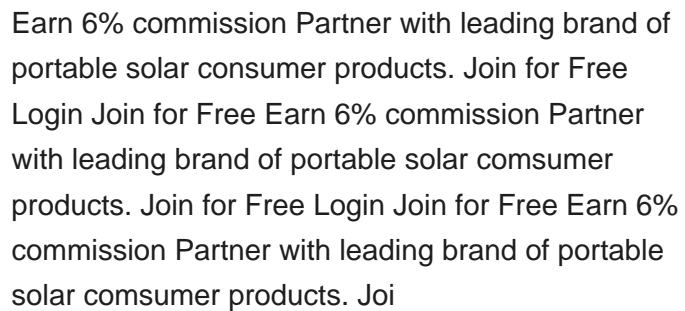 Earn 6% commission Partner with leading brand of
portable solar consumer products. Join for Free
Login Join for Free Earn 6% commission Partner
with leading brand of portable solar comsumer
products. Join for Free Login Join for Free Earn 6%
commission Partner with leading brand of portable
solar comsumer products. Joi